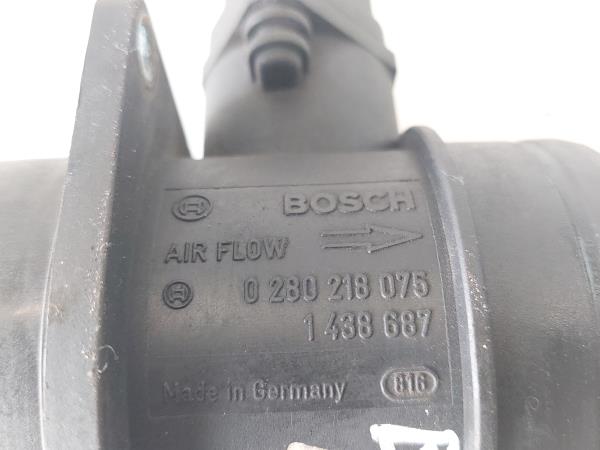 BOSCH
AIR FLOW
0 280 218 075
1 438 687
Made in Germany 816